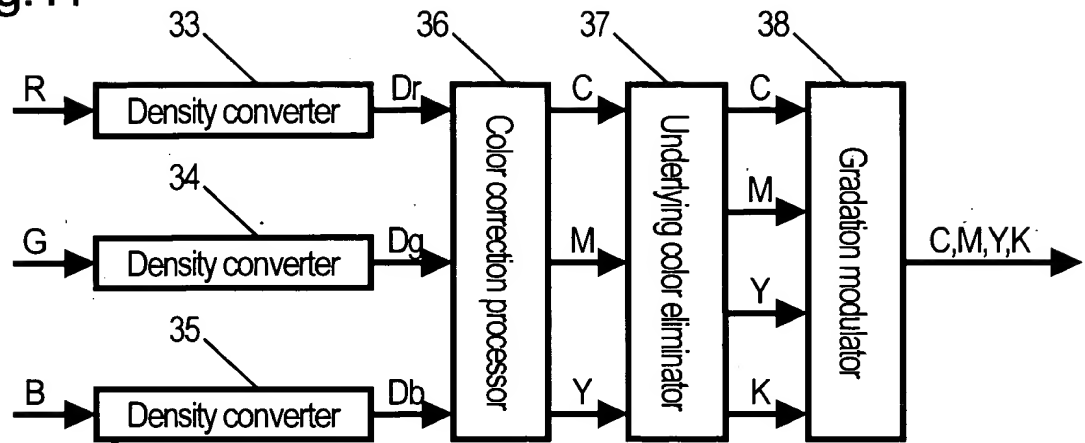 33
36
37
38
R
Density converter
Dr
Color correction processor
C
Underlying color eliminator
C
Gradation modulator
34
M
G
Density converter
Dg
M
C,M,Y,K
Y
35
B
Density converter
Db
Y
K